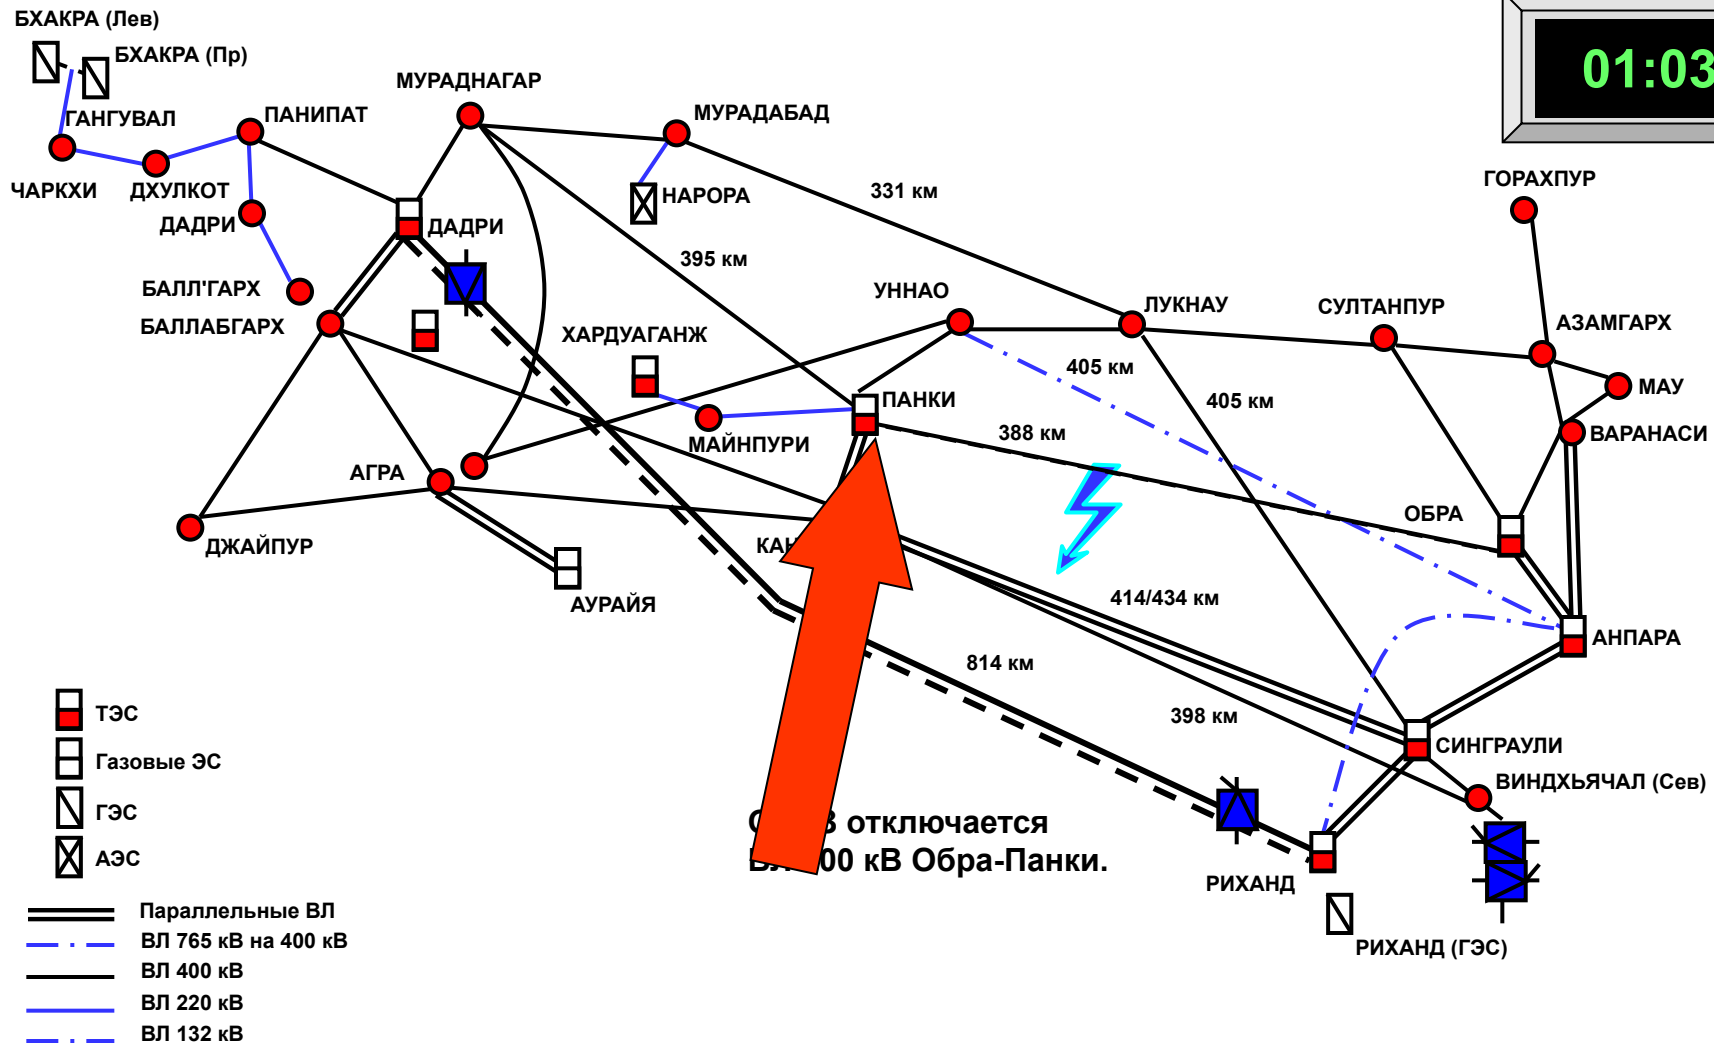 БХАКРА (Лев)
БХАКРА (Пр)
01:03
МУРАДНАГАР
ГАНГУВАЛ
ПАНИПАТ
МУРАДАБАД
ЧАРКХИ
ДХУЛКОТ
НАРОРА
331 км
ГОРАХПУР
ДАДРИ
ДАДРИ
395 км
БАЛЛ'ГАРХ
УННАО
ЛУКНАУ
СУЛТАНПУР
БАЛЛАБГАРХ
АЗАМГАРХ
ХАРДУАГАНЖ
405 км
МАУ
ПАНКИ
405 км
388 км
ВАРАНАСИ
МАЙНПУРИ
АГРА
ОБРА
ДЖАЙПУР
КАН
АУРАЙЯ
414/434 км
АНПАРА
814 км
398 км
СИНГРАУЛИ
ВИНДХЬЯЧАЛ (Сев)
отключается
00 кВ Обра-Панки.
РИХАНД
РИХАНД (ГЭС)
ТЭС
Газовые ЭС
ГЭС
АЭС
Параллельные ВЛ
ВЛ 765 кВ на 400 кВ
ВЛ 400 кВ
ВЛ 220 кВ
ВЛ 132 кВ